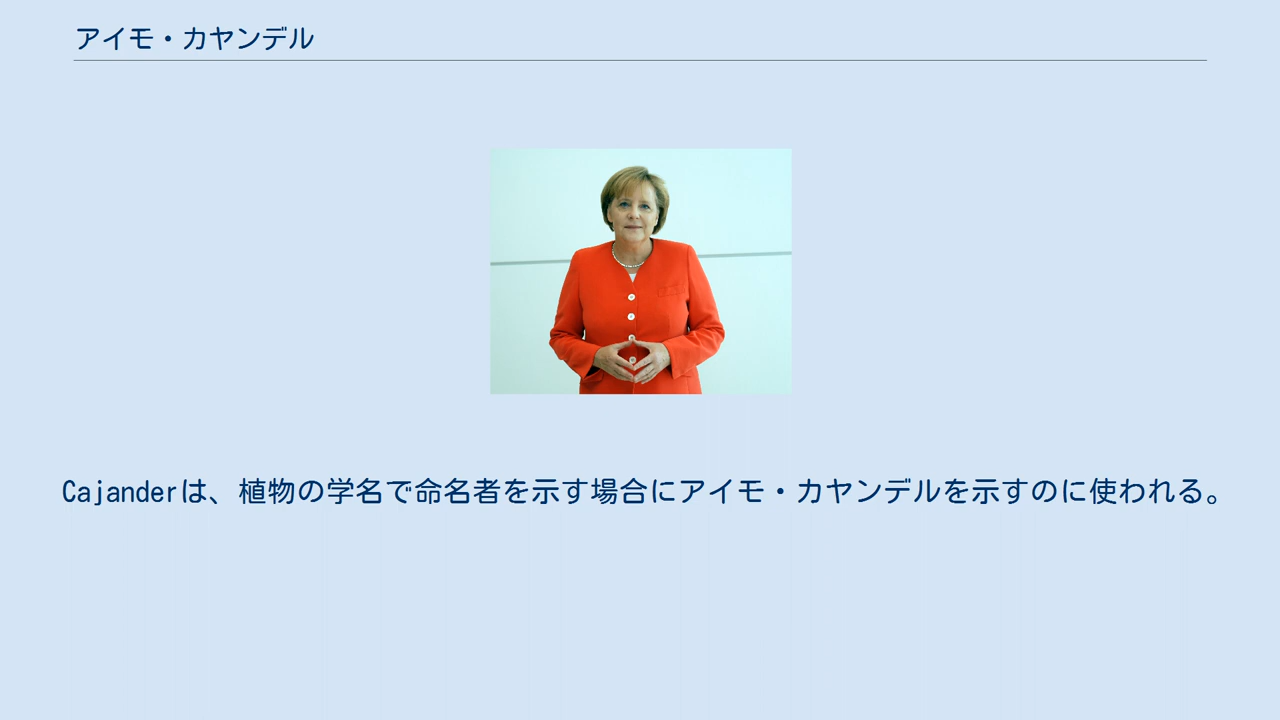 アイモ・カヤンデル
Cajanderは、植物の学名で命名者を示す場合にアイモ・カヤンデルを示すのに使われる。